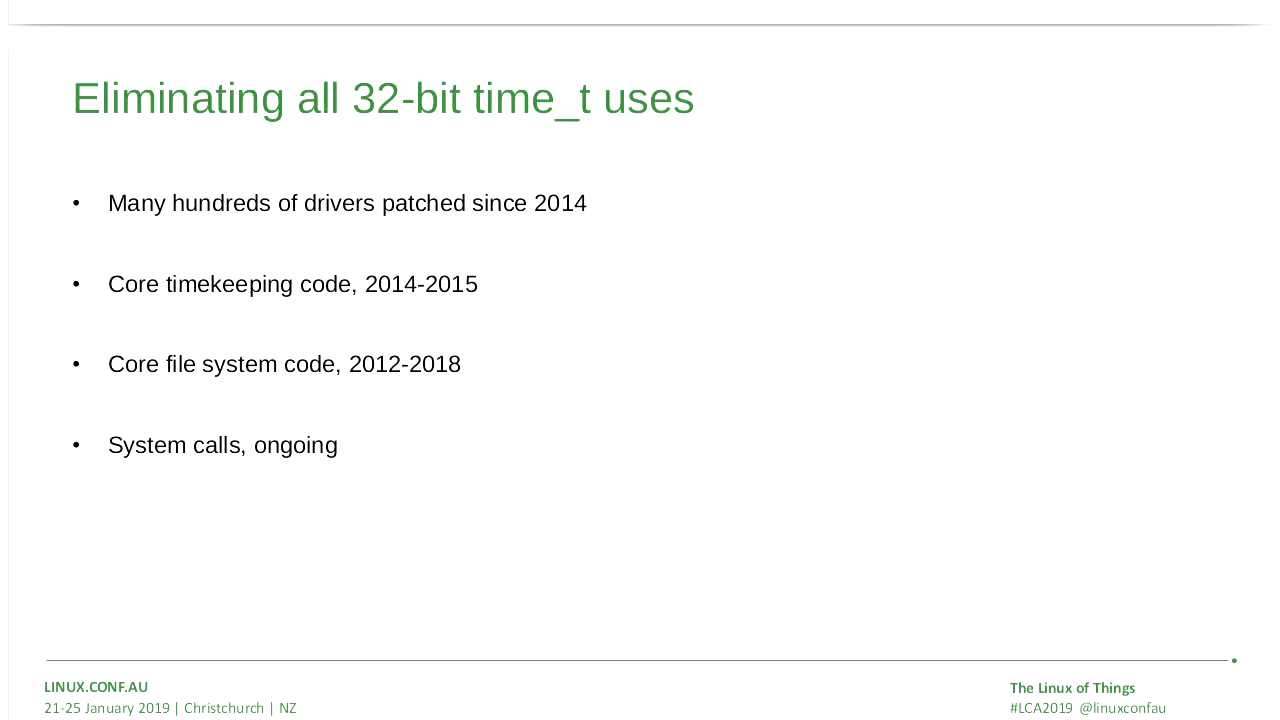 Eliminating all 32-bit time_t uses
• Many hundreds of drivers patched since 2014
• Core timekeeping code, 2014-2015
• Core file system code, 2012-2018
• System calls, ongoing
LINUX.CONF.AU
21-25 January 2019 | Christchurch | NZ
The Linux of Things
#LCA2019 @linuxconfau